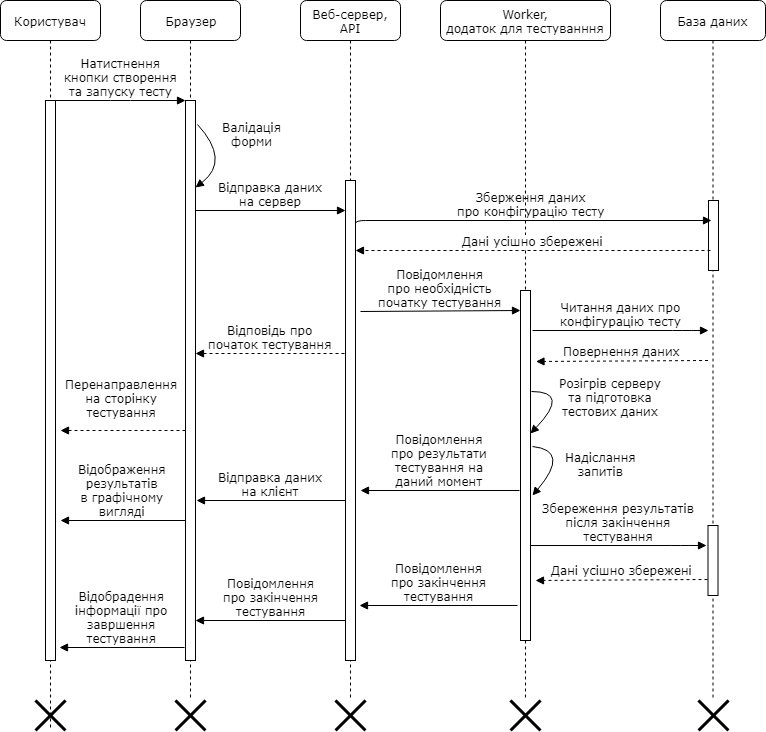 Користувач
Браузер
Веб-сервер,
API
Worker,
додаток для тестуванння
База даних
Натистнення
кнопки створення
та запуску тесту
Валідація
форми
Відправка даних
на сервер
Збереження даних
про конфігурацію тесту
Дані усішно збережені
Повідомлення
про необхідність
початку тестування
Читання даних про
конфігурацію тесту
Відповідь про
початок тестування
Повернення даних
Перенаправлення
на сторінку
тестування
Розігрів серверу
та підготовка
тестових даних
Повідомлення
про результати
тестування на
даний момент
Надіслання
запитів
Відображення
результатів
в графічному
вигляді
Відправка даних
на клієнт
Збереження результатів
після закінчення
тестування
Дані усішно збережені
Повідомлення
про закінчення
тестування
Повідомлення
про закінчення
тестування
Відобрадення
інформації про
завршення
тестування